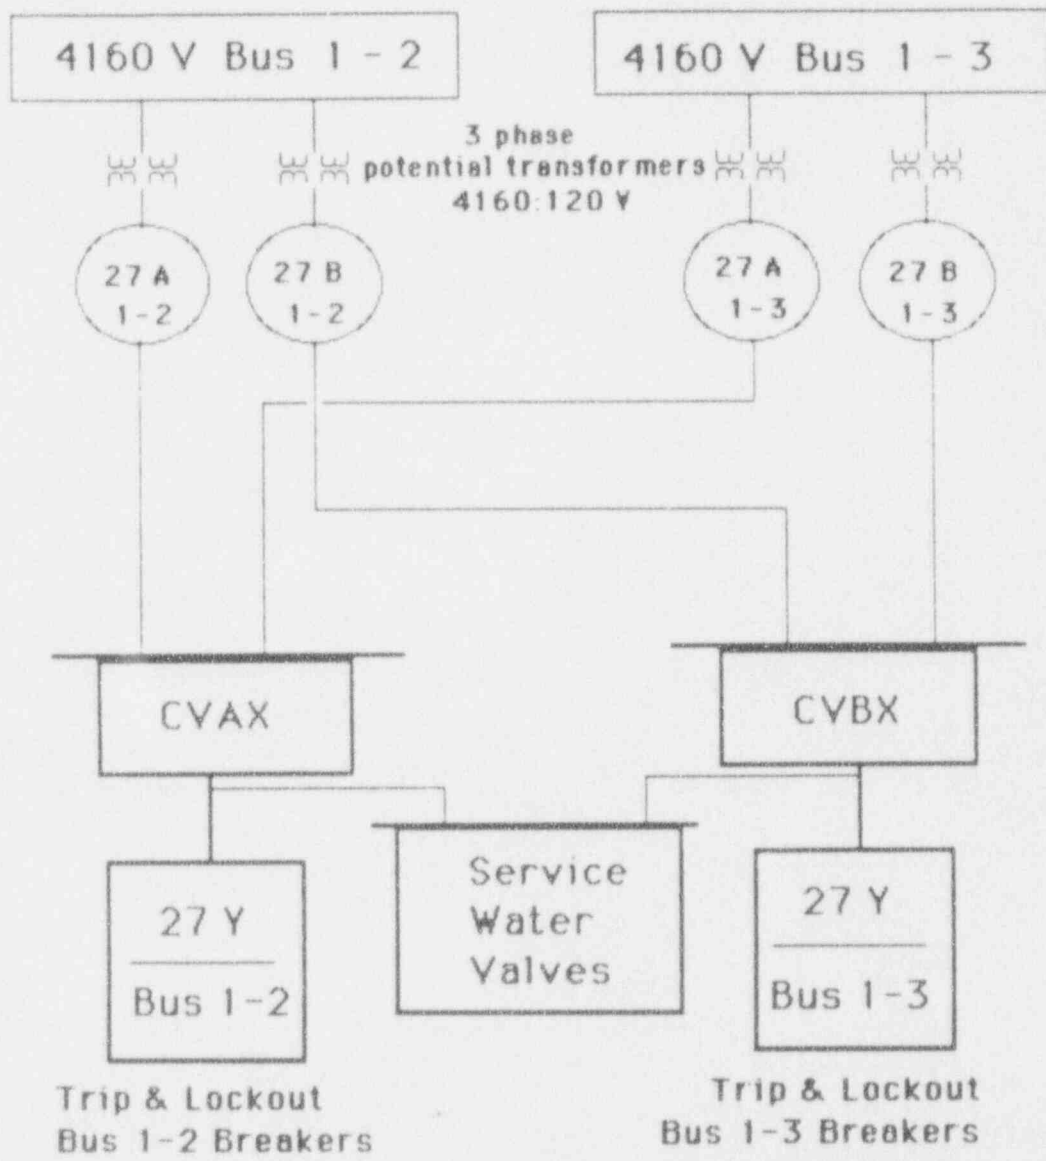 4160 V Bus 1 - 2
4160 V Bus 1 - 3
3 phase
potential transformers
4160:120 V
27 A
1-2
27 B
1-2
27 A
1-3
27 B
1-3
CVAX
CVBX
Service
Water
Valves
27 Y
Bus 1-2
27 Y
Bus 1-3
Trip & Lockout
Bus 1-2 Breakers
Trip & Lockout
Bus 1-3 Breakers